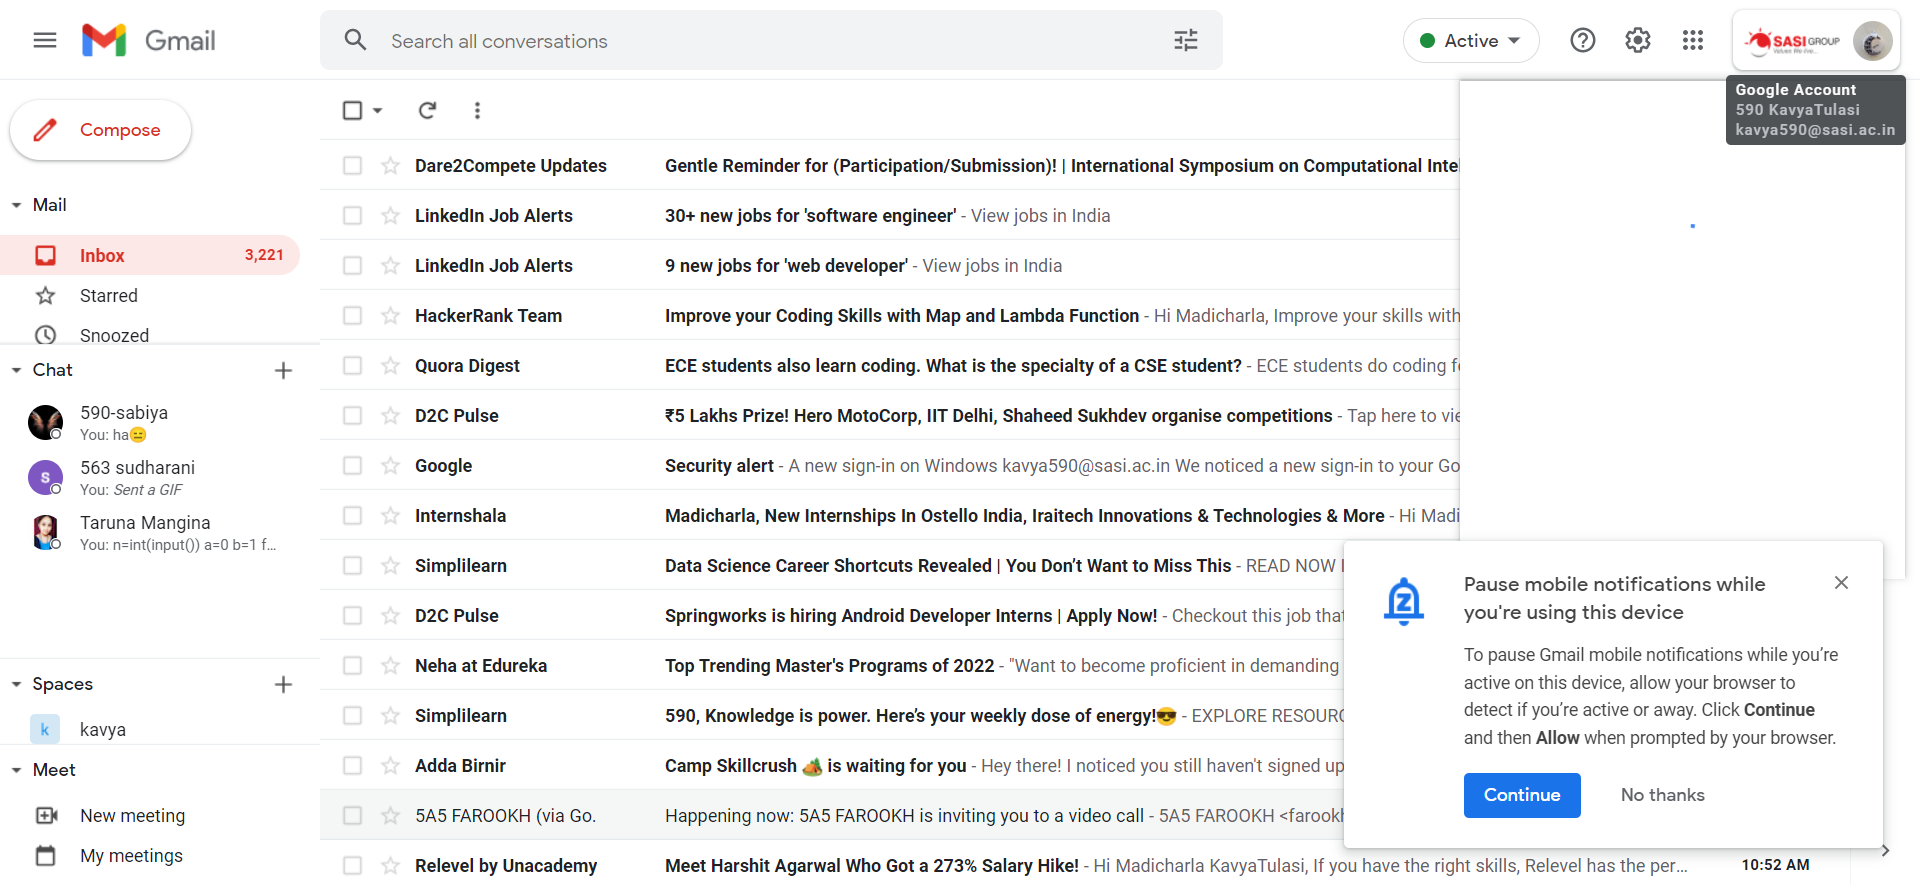 Gmail
Search all conversations
Active
SASI GROUP
Google Account
590 KavyaTulasi
kavya590@sasi.ac.in
Compose
Mail
Inbox 3,221
Starred
Snoozed
Chat
590-sabiya
You: ha😑
563 sudharani
S
You: Sent a GIF
Taruna Mangina
You: n=int(input()) a=0 b=1 f...
Spaces
k kavya
Meet
New meeting
My meetings
Dare2Compete Updates Gentle Reminder for (Participation/Submission)! | International Symposium on Computational Inte
LinkedIn Job Alerts 30+ new jobs for 'software engineer' - View jobs in India
LinkedIn Job Alerts 9 new jobs for 'web developer' - View jobs in India
HackerRank Team Improve your Coding Skills with Map and Lambda Function - Hi Madicharla, Improve your skills with
Quora Digest ECE students also learn coding. What is the specialty of a CSE student? - ECE students do coding f
D2C Pulse ₹5 Lakhs Prize! Hero MotoCorp, IIT Delhi, Shaheed Sukhdev organise competitions - Tap here to vie
Google Security alert - A new sign-in on Windows kavya590@sasi.ac.in We noticed a new sign-in to your Go
Internshala Madicharla, New Internships In Ostello India, Iraitech Innovations & Technologies & More - Hi Madi
Simplilearn Data Science Career Shortcuts Revealed | You Don’t Want to Miss This - READ NOW
D2C Pulse Springworks is hiring Android Developer Interns | Apply Now! - Checkout this job that
Neha at Edureka Top Trending Master's Programs of 2022 - "Want to become proficient in demanding
Simplilearn 590, Knowledge is power. Here’s your weekly dose of energy!😎 - EXPLORE RESOURC
Adda Birnir Camp Skillcrush 🏕️ is waiting for you - Hey there! I noticed you still haven't signed up
5A5 FAROOKH (via Go. Happening now: 5A5 FAROOKH is inviting you to a video call - 5A5 FAROOKH <farookh
Relevel by Unacademy Meet Harshit Agarwal Who Got a 273% Salary Hike! - Hi Madicharla KavyaTulasi, If you have the right skills, Relevel has the per... 10:52 AM
Pause mobile notifications while
you're using this device
To pause Gmail mobile notifications while you’re
active on this device, allow your browser to
detect if you’re active or away. Click Continue
and then Allow when prompted by your browser.
Continue No thanks